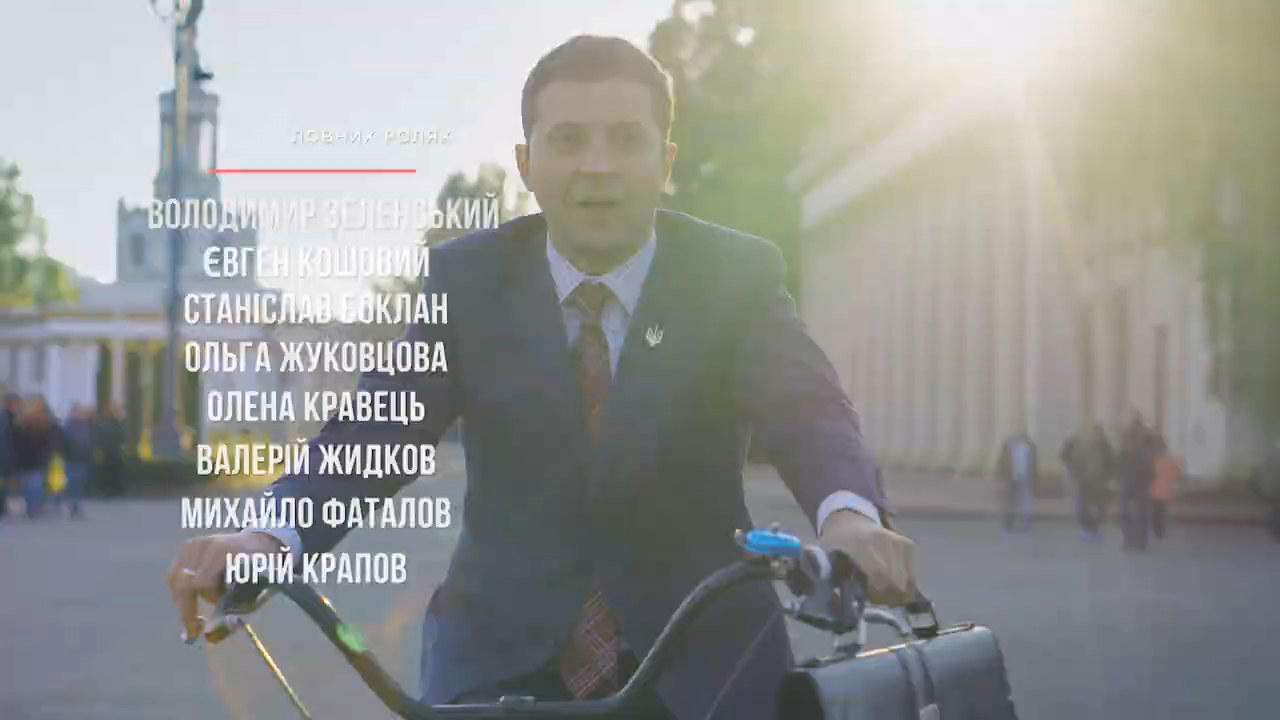 ЛОВНИХ РОЛЯХ
ВОЛОДИМИР ЗЕЛЕНСЬКИЙ
ЄВГЕН КОШОВИЙ
СТАНІСЛАВ БОКЛАН
ОЛЬГА ЖУКОВЦОВА
ОЛЕНА КРАВЕЦЬ
ВАЛЕРІЙ ЖИДКОВ
МИХАЙЛО ФАТАЛОВ
ЮРІЙ КРАПОВ